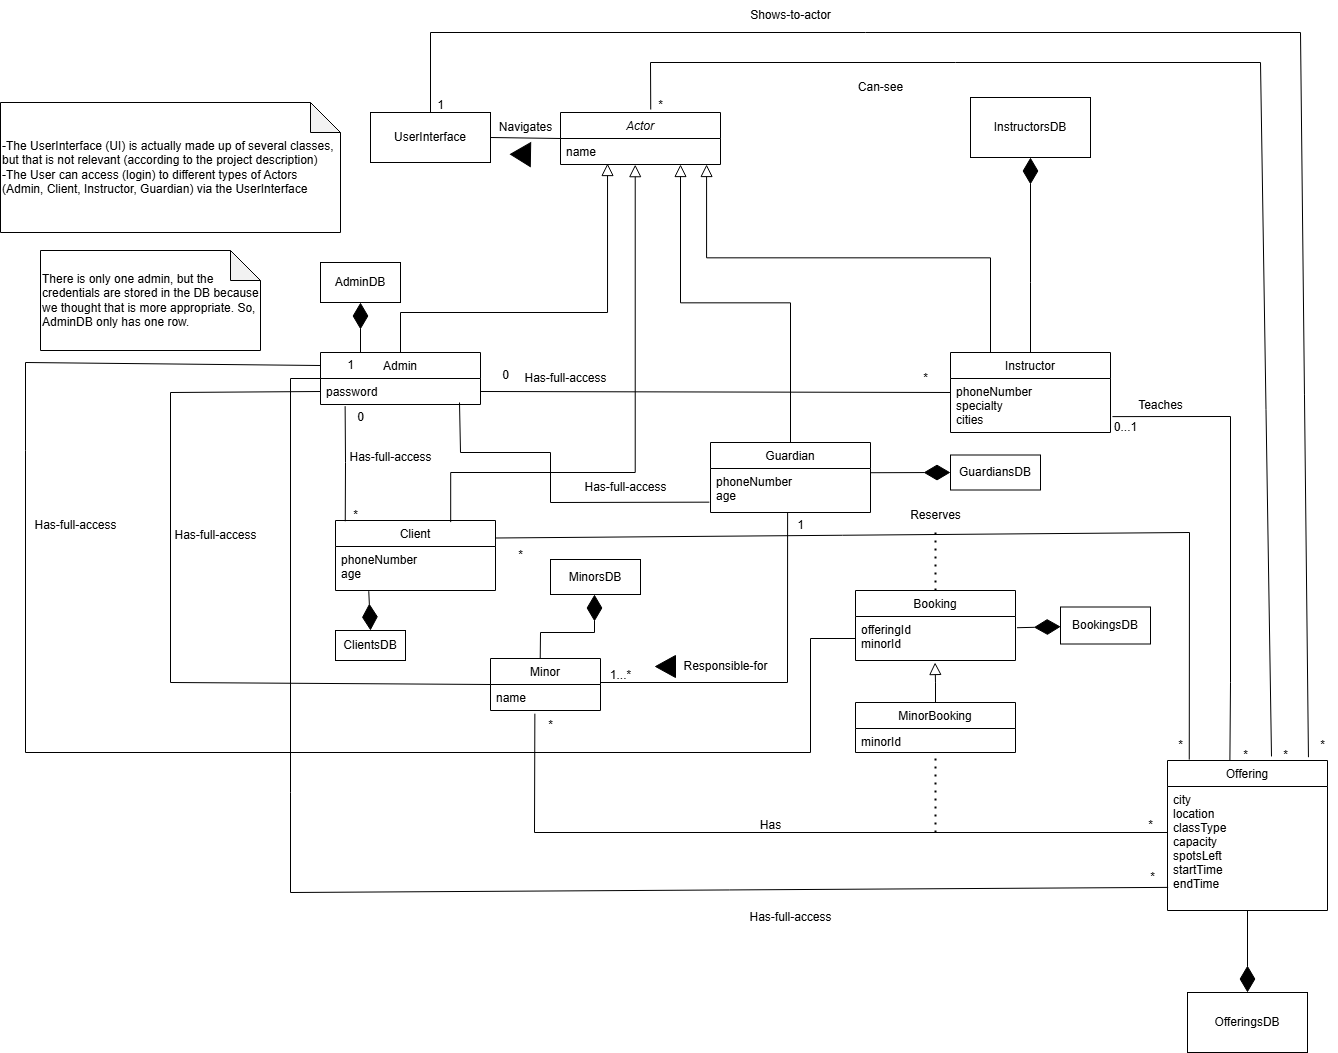 Shows-to-actor
Can-see
1
*
UserInterface
Navigates
Actor
name
InstructorsDB
-The UserInterface (UI) is actually made up of several classes,
but that is not relevant (according to the project description)
-The User can access (login) to different types of Actors
(Admin, Client, Instructor, Guardian) via the UserInterface
There is only one admin, but the
credentials are stored in the DB because
we thought that is more appropriate. So,
AdminDB only has one row.
AdminDB
1
Admin
password
0
Has-full-access
*
Instructor
phoneNumber
specialty
cities
Teaches
0...1
0
Has-full-access
Guardian
phoneNumber
age
GuardiansDB
Has-full-access
1
Reserves
*
Client
phoneNumber
age
*
Has-full-access
Has-full-access
MinorsDB
ClientsDB
Booking
offeringId
minorId
BookingsDB
Minor
name
1...*
Responsible-for
*
MinorBooking
minorId
*
*
*
*
Offering
city
location
classType
capacity
spotsLeft
startTime
endTime
Has
*
*
Has-full-access
OfferingsDB